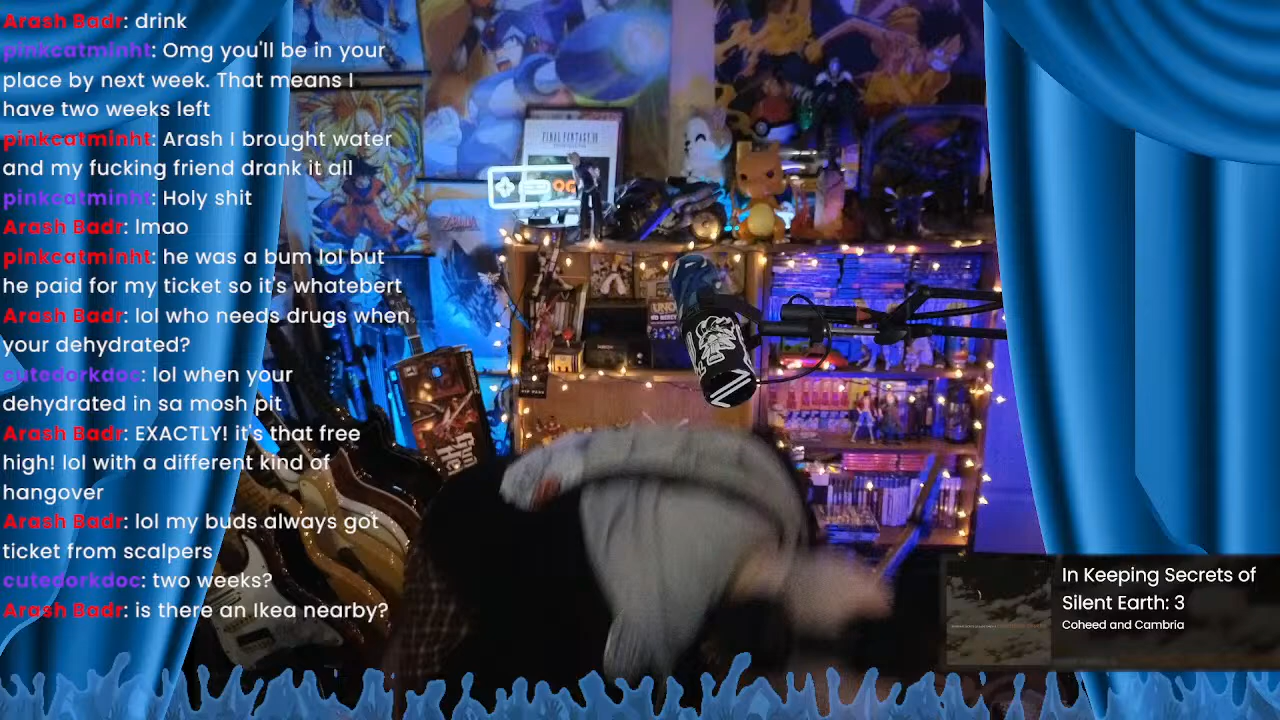 Arash Badr: drink
pinkcatminht: Omg you'll be in your
place by next week. That means I
have two weeks left
pinkcatminht: Arash I brought water
and my fucking friend drank it all
pinkcatminht: Holy shit
Arash Badr: lmao
pinkcatminht: he was a bum lol but
he paid for my ticket so it's whatebert
Arash Badr: lol who needs drugs when
your dehydrated?
cutedorkdoc: lol when your
dehydrated in sa mosh pit
Arash Badr: EXACTLY! it's that free
high! lol with a different kind of
hangover
Arash Badr: lol my buds always got
ticket from scalpers
cutedorkdoc: two weeks?
Arash Badr: is there an Ikea nearby?
FINAL FANTASY VII
UNO
In Keeping Secrets of
Silent Earth: 3
Coheed and Cambria